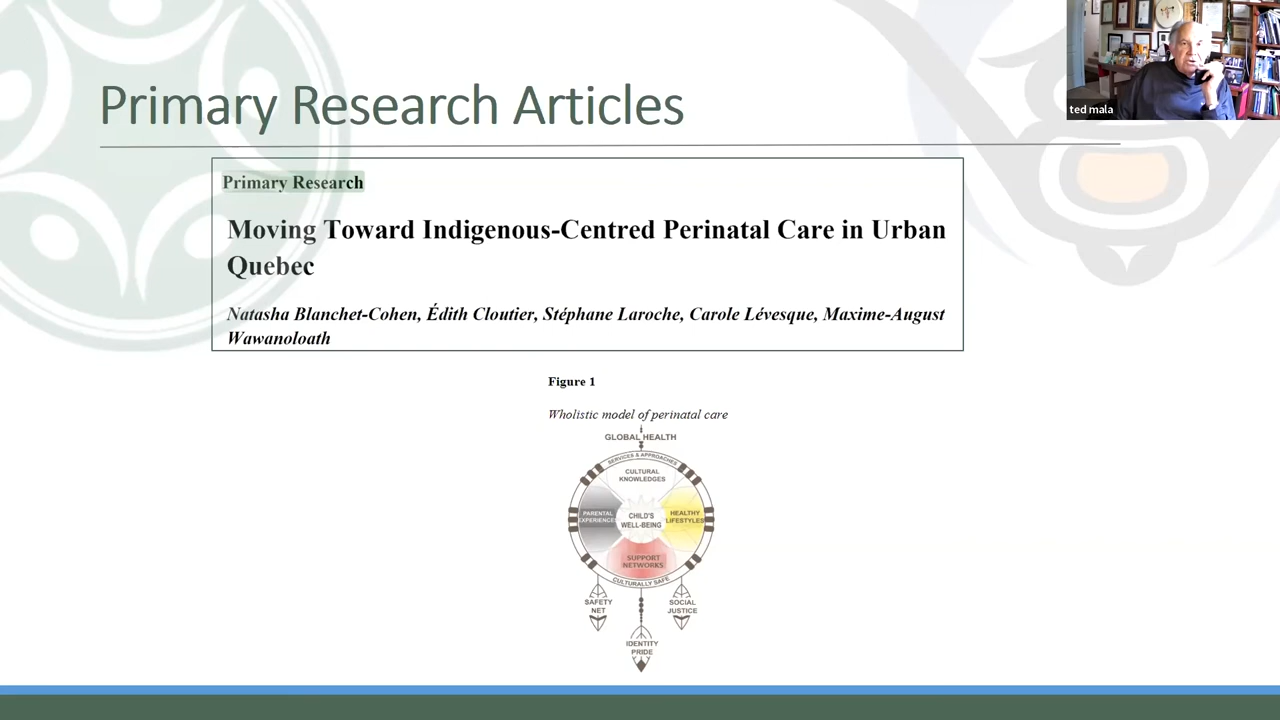 Primary Research Articles
ted mala
Primary Research
Moving Toward Indigenous-Centred Perinatal Care in Urban
Quebec
Natasha Blanchet-Cohen, Édith Cloutier, Stéphane Laroche, Carole Lévesque, Maxime-August
Wawanoloath
Figure 1
Wholistic model of perinatal care
GLOBAL HEALTH
SERVICES & APPROACHES
CULTURAL
KNOWLEDGES
PARENTAL
EXPERIENCES
CHILD'S
WELL-BEING
HEALTHY
LIFESTYLES
SUPPORT
NETWORKS
CULTURALLY SAFE
SAFETY
NET
SOCIAL
JUSTICE
IDENTITY
PRIDE